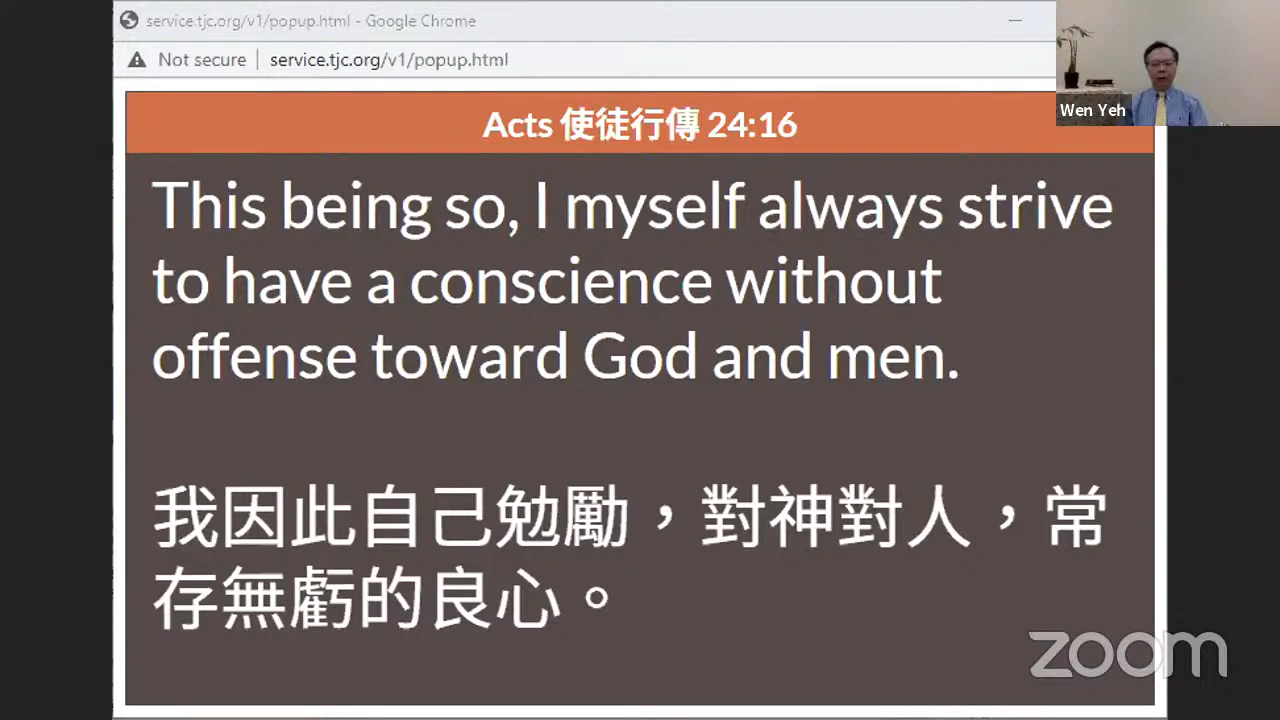 service.tjc.org/v1/popup.html - Google Chrome
Not secure | service.tjc.org/v1/popup.html
Wen Yeh
Acts 使徒行傳 24:16
This being so, I myself always strive
to have a conscience without
offense toward God and men.
我因此自己勉勵，對神對人，常
存無虧的良心。
zoom